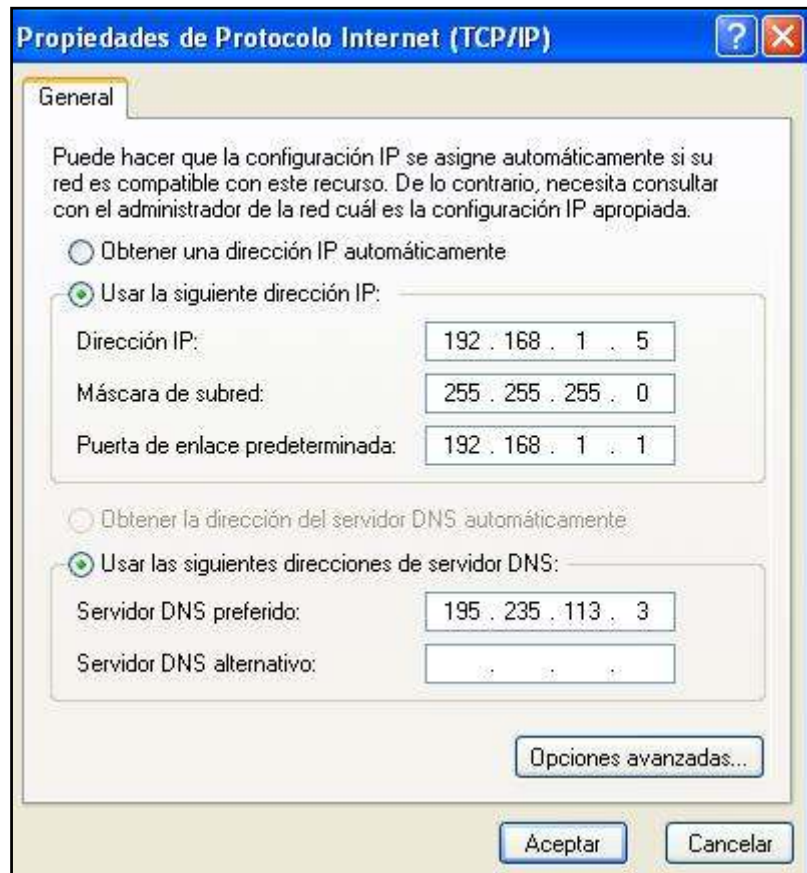 Propiedades de Protocolo Internet (TCP/IP)
General
Puede hacer que la configuración IP se asigne automáticamente si su
red es compatible con este recurso. De lo contrario, necesita consultar
con el administrador de la red cuál es la configuración IP apropiada.
Obtener una dirección IP automáticamente
Usar la siguiente dirección IP:
Dirección IP: 192 . 168 . 1 . 5
Máscara de subred: 255 . 255 . 255 . 0
Puerta de enlace predeterminada: 192 . 168 . 1 . 1
Obtener la dirección del servidor DNS automáticamente
Usar las siguientes direcciones de servidor DNS:
Servidor DNS preferido: 195 . 235 . 113 . 3
Servidor DNS alternativo: . . .
Opciones avanzadas...
Aceptar Cancelar